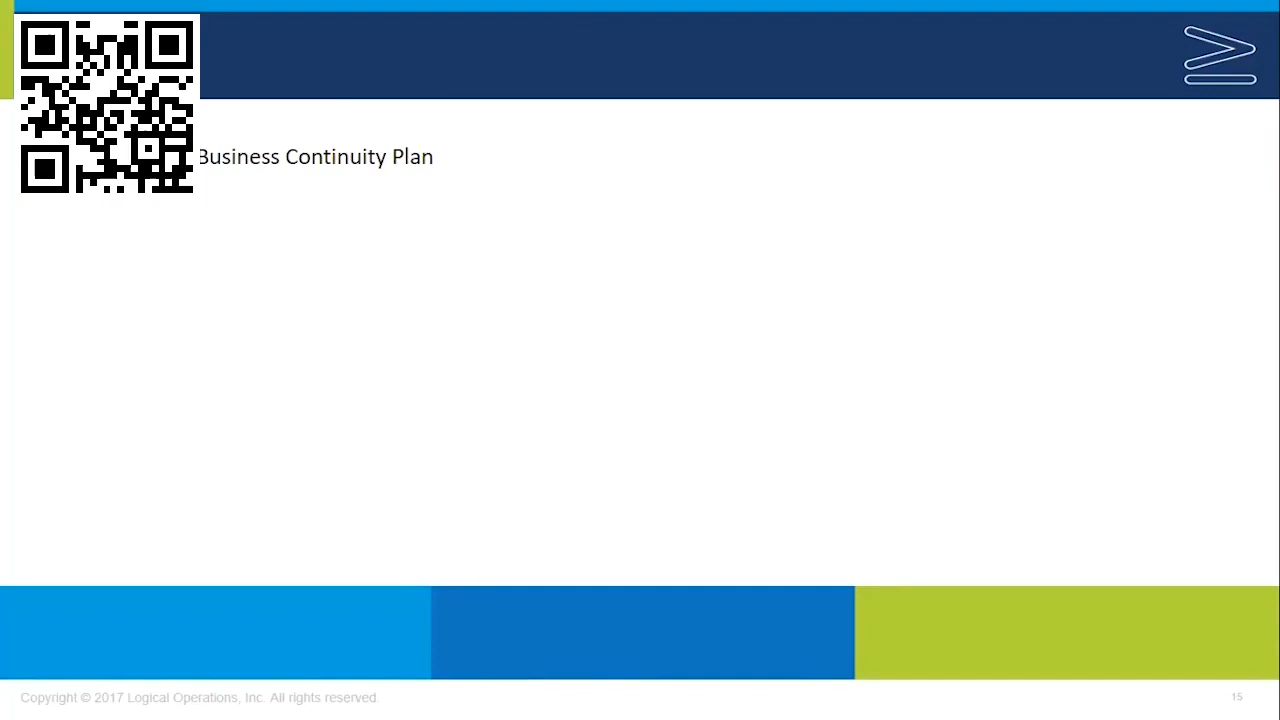 Business Continuity Plan
Copyright © 2017 Logical Operations, Inc. All rights reserved.
15